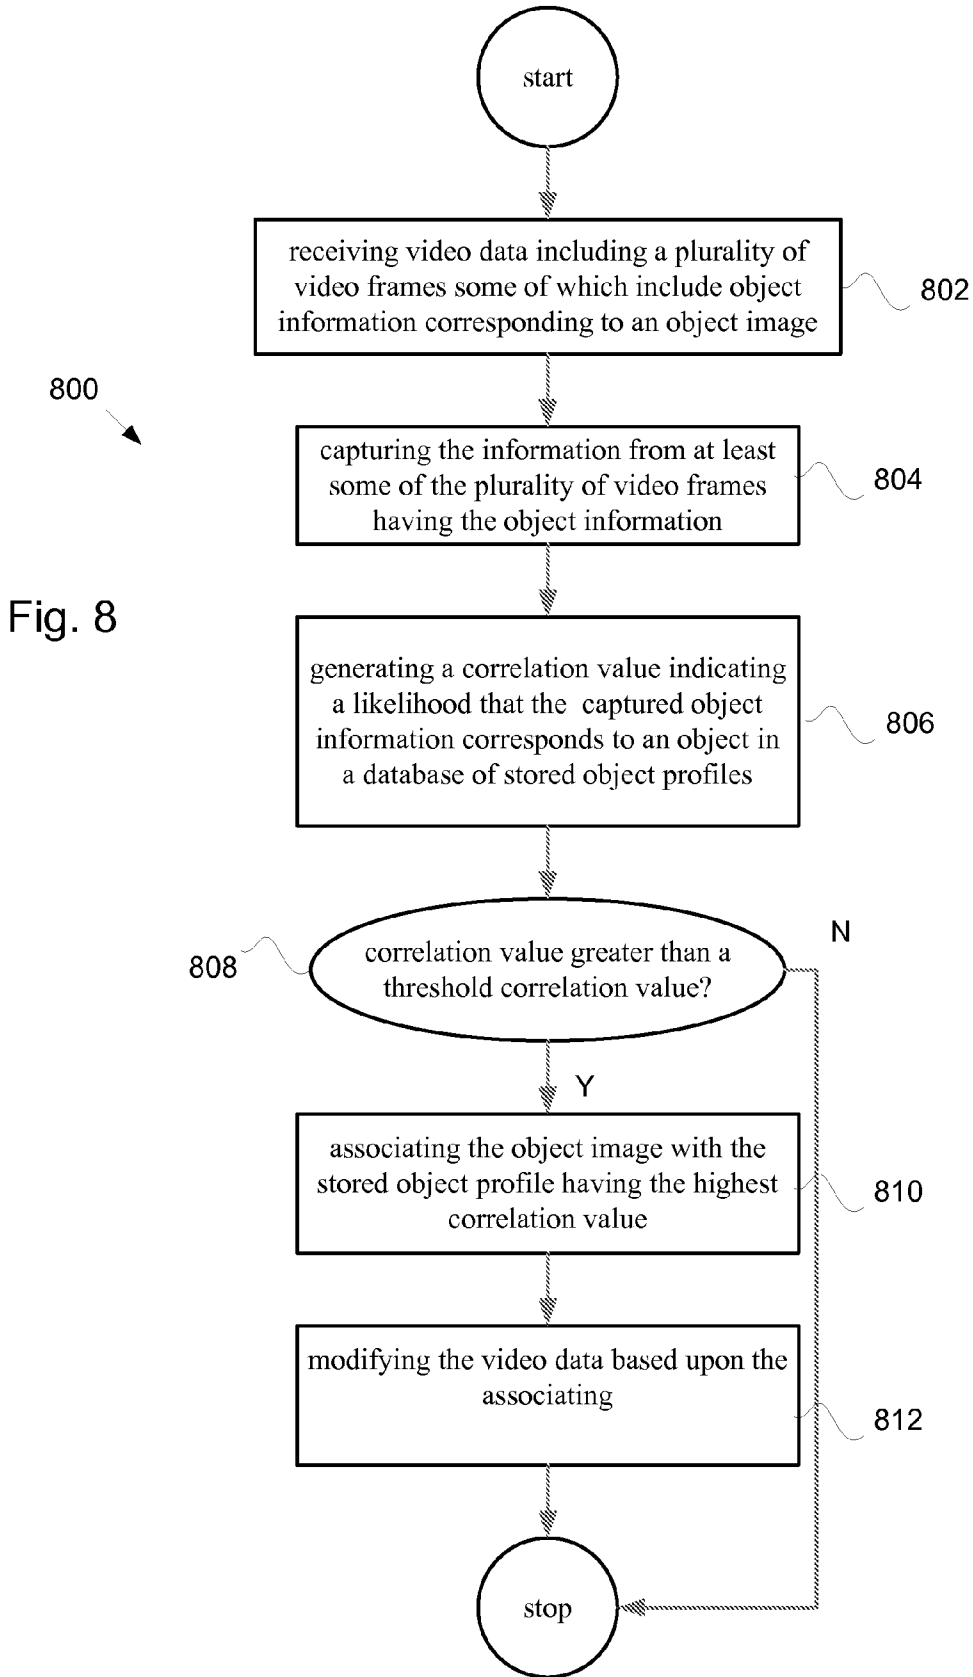 start
receiving video data including a plurality of
video frames some of which include object
information corresponding to an object image
802
800
capturing the information from at least
some of the plurality of video frames
having the object information
804
Fig. 8
generating a correlation value indicating
a likelihood that the captured object
information corresponds to an object in
a database of stored object profiles
806
N
correlation value greater than a
threshold correlation value?
808
Y
associating the object image with the
stored object profile having the highest
correlation value
810
modifying the video data based upon the
associating
812
stop